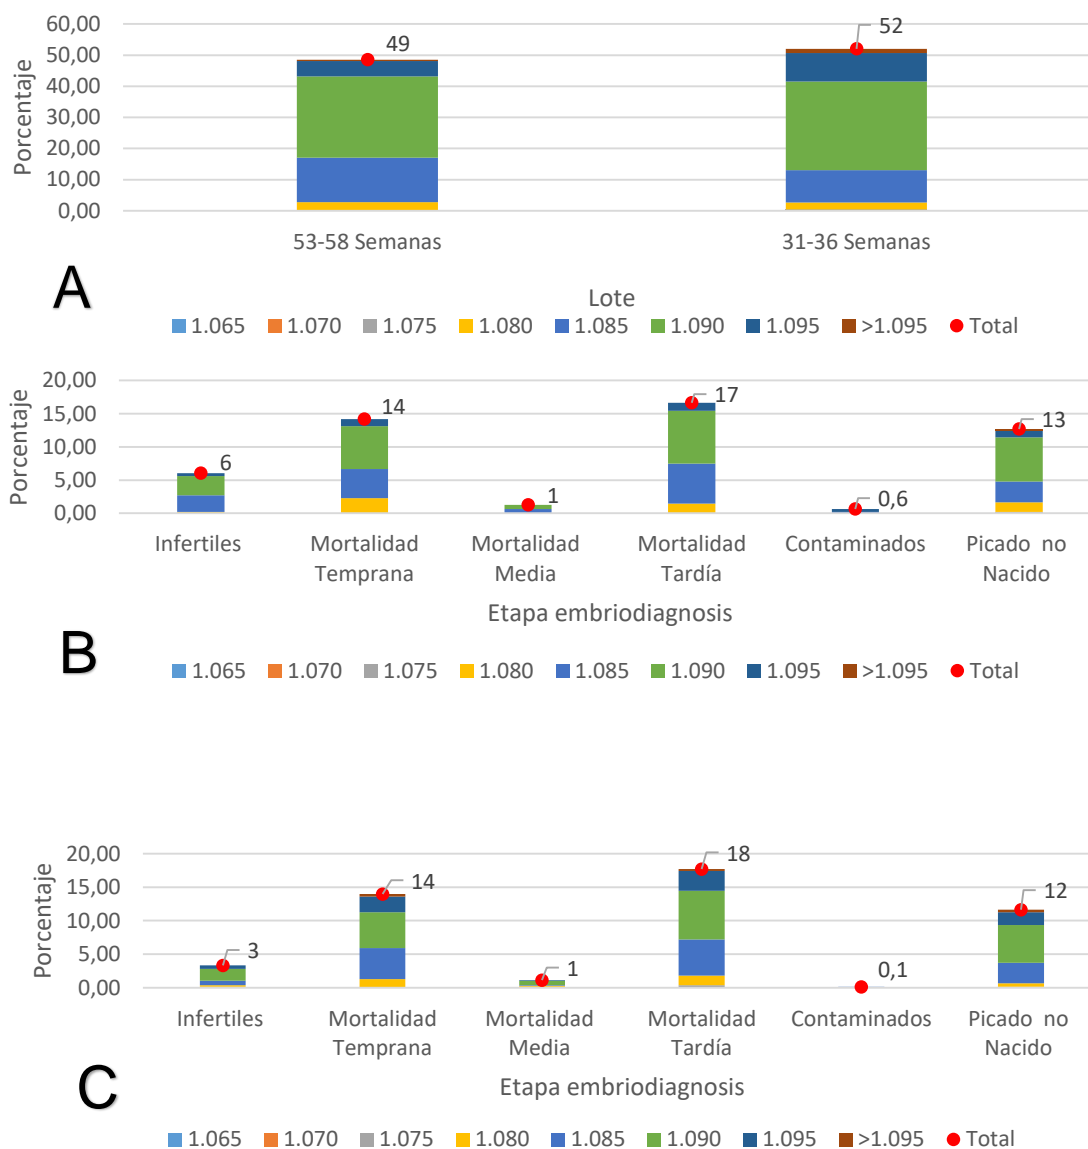 60,00
50,00
40,00
30,00
20,00
10,00
0,00
Porcentaje
49
52
53-58 Semanas
31-36 Semanas
A
Lote
1.065 1.070 1.075 1.080 1.085 1.090 1.095 >1.095 Total
20,00
15,00
10,00
5,00
0,00
Porcentaje
6
14
1
17
0,6
13
Infertiles
Mortalidad
Temprana
Mortalidad
Media
Mortalidad
Tardía
Contaminados
Picado no
Nacido
Etapa embriodiagnosis
B
1.065 1.070 1.075 1.080 1.085 1.090 1.095 >1.095 Total
20,00
15,00
10,00
5,00
0,00
Porcentaje
3
14
1
18
0,1
12
Infertiles
Mortalidad
Temprana
Mortalidad
Media
Mortalidad
Tardía
Contaminados
Picado no
Nacido
Etapa embriodiagnosis
C
1.065 1.070 1.075 1.080 1.085 1.090 1.095 >1.095 Total